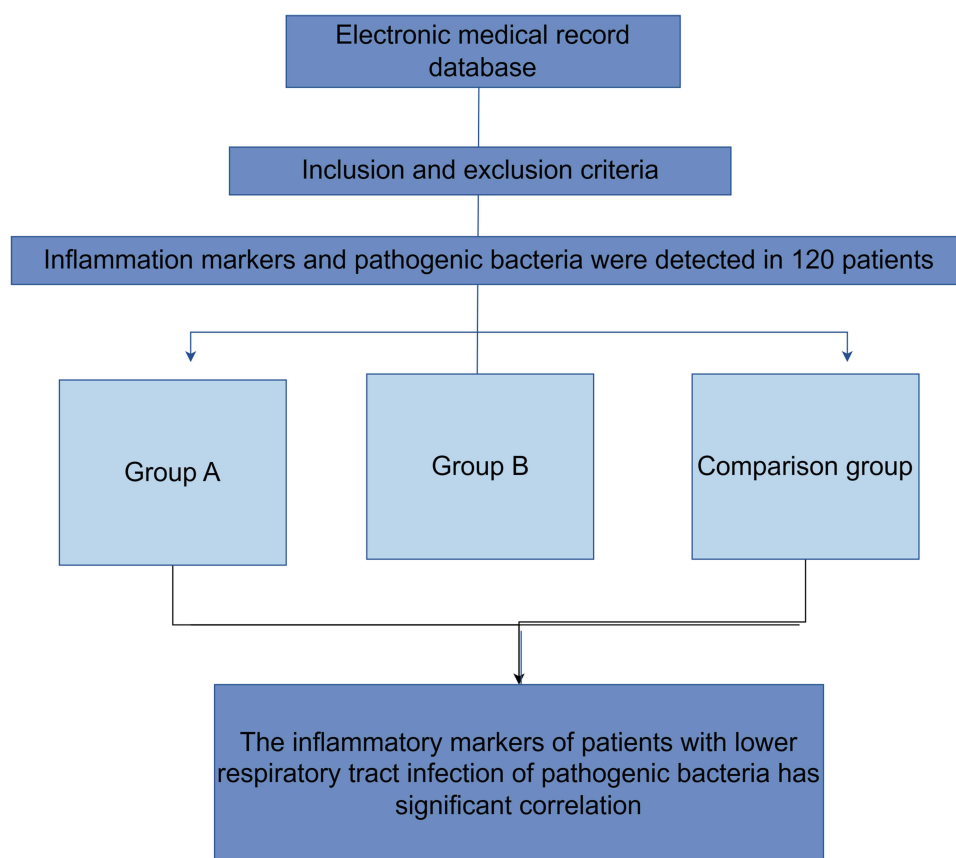 Electronic medical record
database
Inclusion and exclusion criteria
Inflammation markers and pathogenic bacteria were detected in 120 patients
Group A
Group B
Comparison group
The inflammatory markers of patients with lower
respiratory tract infection of pathogenic bacteria has
significant correlation